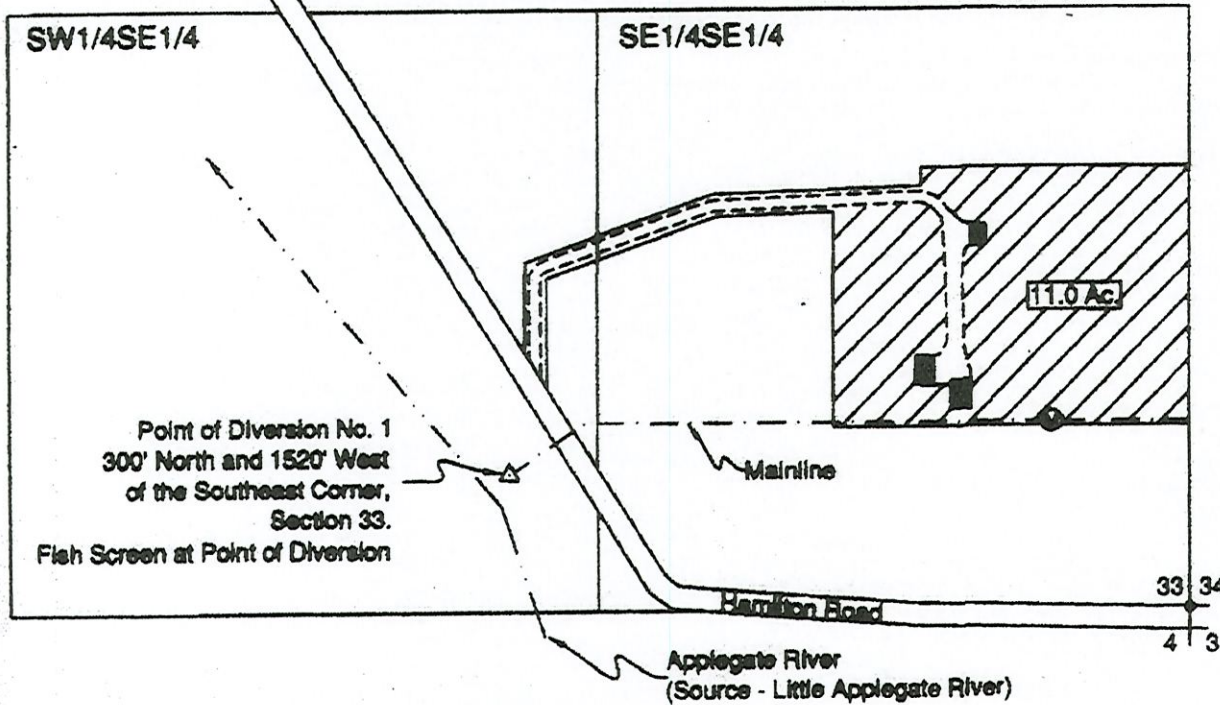 SW1/4SE1/4
SE1/4SE1/4
11.0 Ac.
Point of Diversion No. 1
300' North and 1520' West
of the Southeast Corner,
Section 33.
Fish Screen at Point of Diversion
Mainline
Hamilton Road
33 34
4 3
Applegate River
(Source - Little Applegate River)